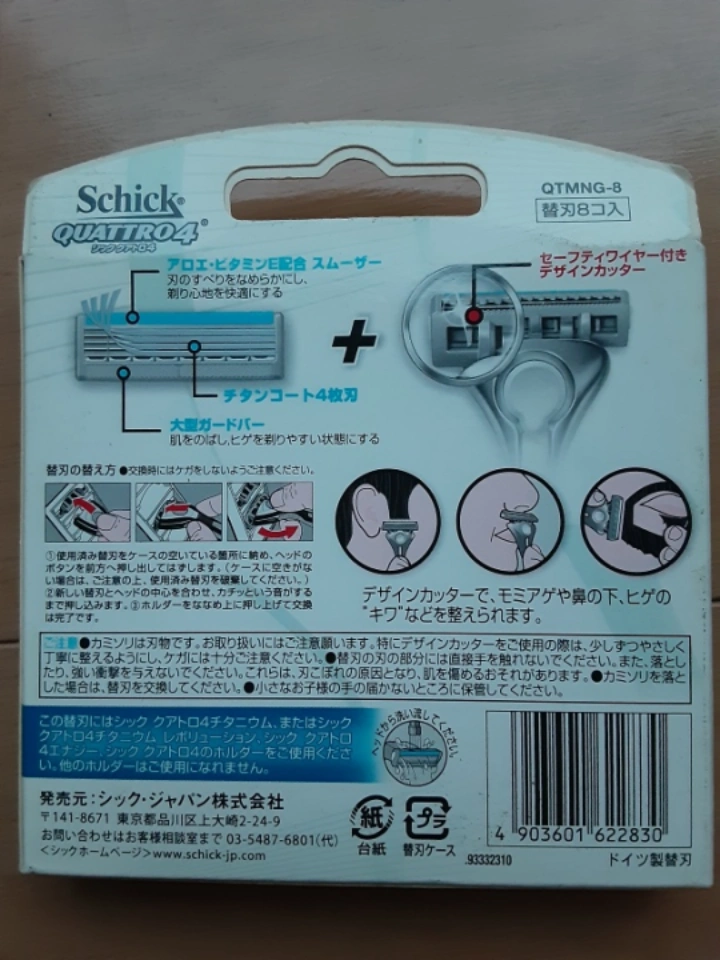 Schick
QUATTRO4
シック クアトロ4
QTMNG-8
替刃8コ入
アロエ・ビタミンE配合 スムーザー
刃のすべりをなめらかにし、
剃り心地を快適にする
チタンコート4枚刃
大型ガードバー
肌をのばし、ヒゲを剃りやすい状態にする
+
セーフティワイヤー付き
デザインカッター
替刃の替え方 ●交換時にはケガをしないようご注意ください。
①使用済み替刃をケースの空いている箇所に納め、ヘッドの
ボタンを前方へ押し出してはずします。(ケースに空きがな
い場合は、ご注意の上、使用済み替刃を破棄してください。)
②新しい替刃とヘッドの中心を合わせ、カチッという音がする
まで押し込みます。③ホルダーをななめ上に押し上げて交換
は完了です。
デザインカッターで、モミアゲや鼻の下、ヒゲの
"キワ"などを整えられます。
ご注意●カミソリは刃物です。お取り扱いにはご注意願います。特にデザインカッターをご使用の際は、少しずつやさしく
丁寧に整えるようにし、ケガには十分ご注意ください。●替刃の刃の部分には直接手を触れないでください。また、落とし
たり、強い衝撃を与えないでください。これらは、刃こぼれの原因となり、肌を傷めるおそれがあります。●カミソリを落と
した場合は、替刃を交換してください。●小さなお子様の手の届かないところに保管してください。
この替刃にはシック クアトロ4チタニウム、またはシック
クアトロ4チタニウム レボリューション、シック クアトロ
4エナジー、シック クアトロ4のホルダーをご使用くださ
い。他のホルダーはご使用になれません。
ヘッドから洗い流してください。
発売元:シック・ジャパン株式会社
〒141-8671 東京都品川区上大崎2-24-9
お問い合わせはお客様相談室まで 03-5487-6801(代)
<シックホームページ>www.schick-jp.com
紙
台紙
プラ
替刃ケース
.93332310
4 903601 622830
ドイツ製替刃